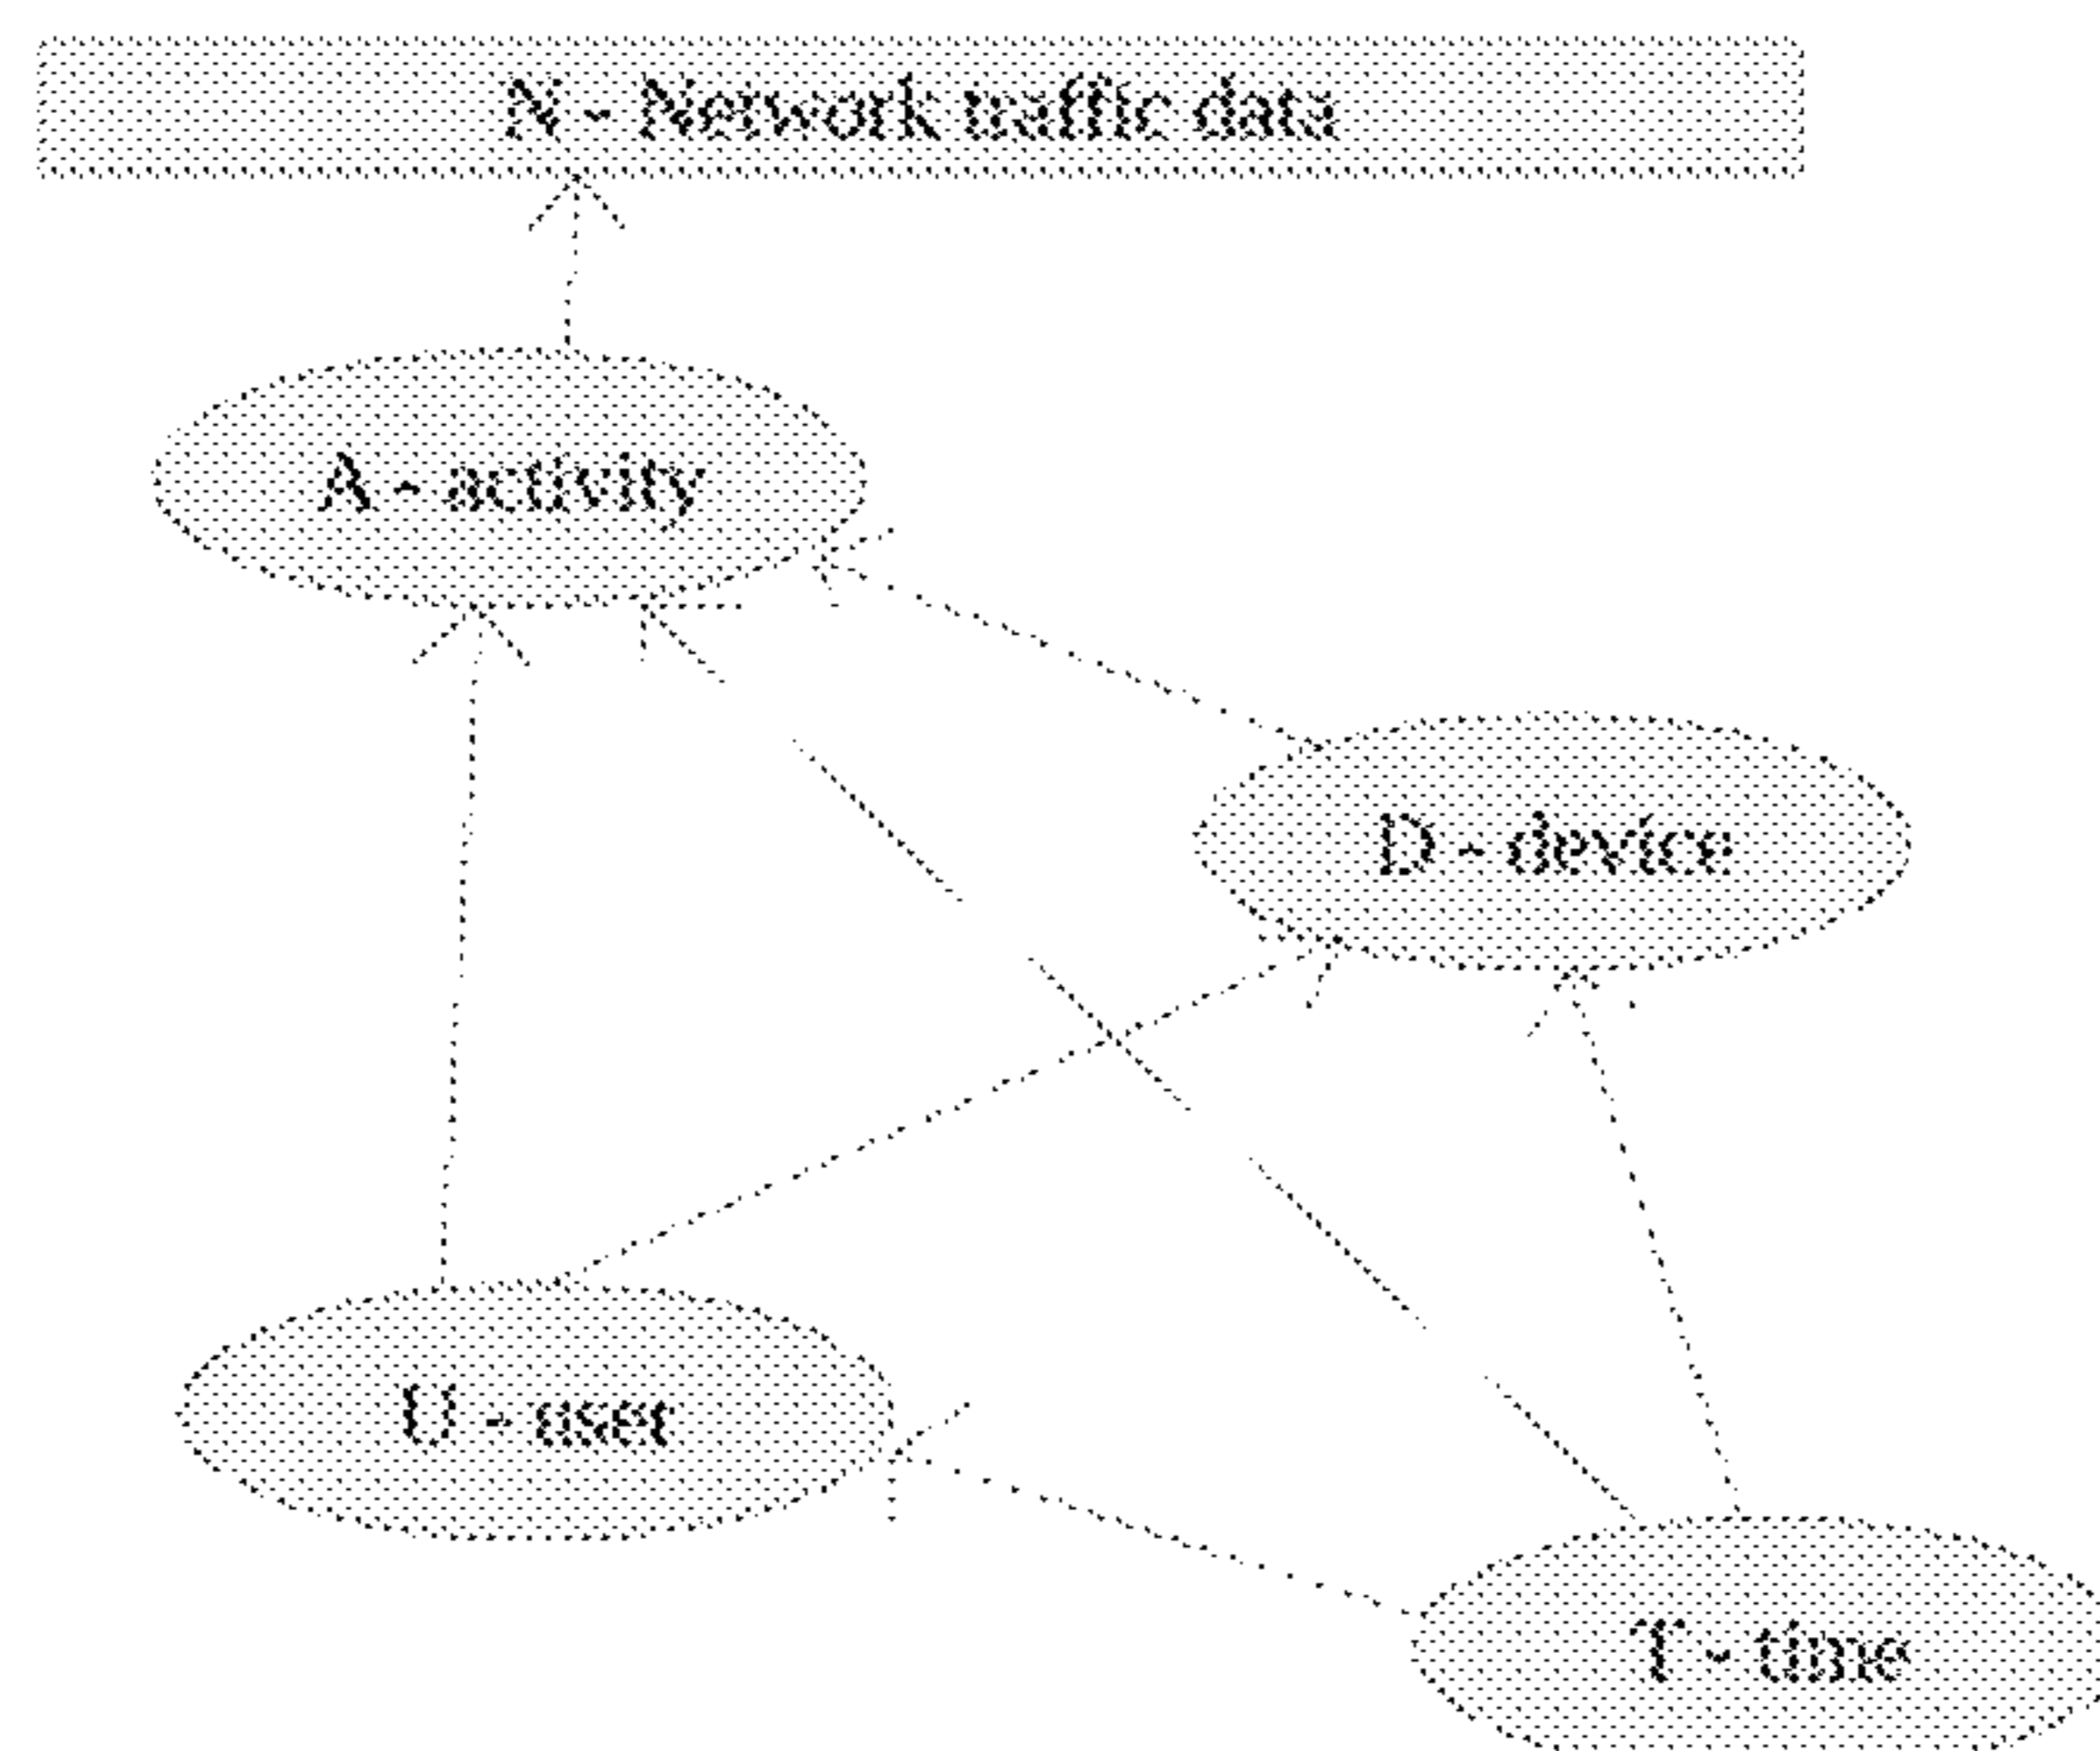 N - Network traffic data
A - activity
D - device
U - user
T - time